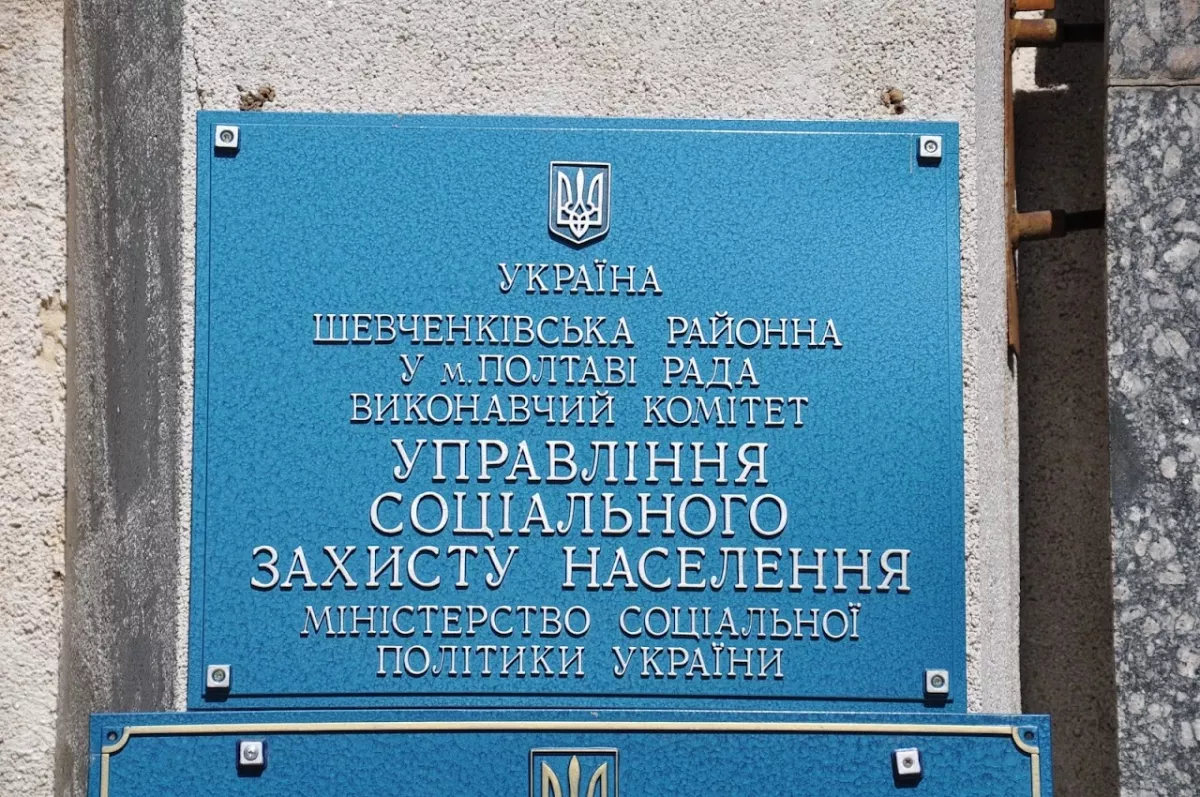 УКРАЇНА
ШЕВЧЕНКІВСЬКА РАЙОННА
У м. ПОЛТАВІ РАДА
ВИКОНАВЧИЙ КОМІТЕТ
УПРАВЛІННЯ
СОЦІАЛЬНОГО
ЗАХИСТУ НАСЕЛЕННЯ
МІНІСТЕРСТВО СОЦІАЛЬНОЇ
ПОЛІТИКИ УКРАЇНИ